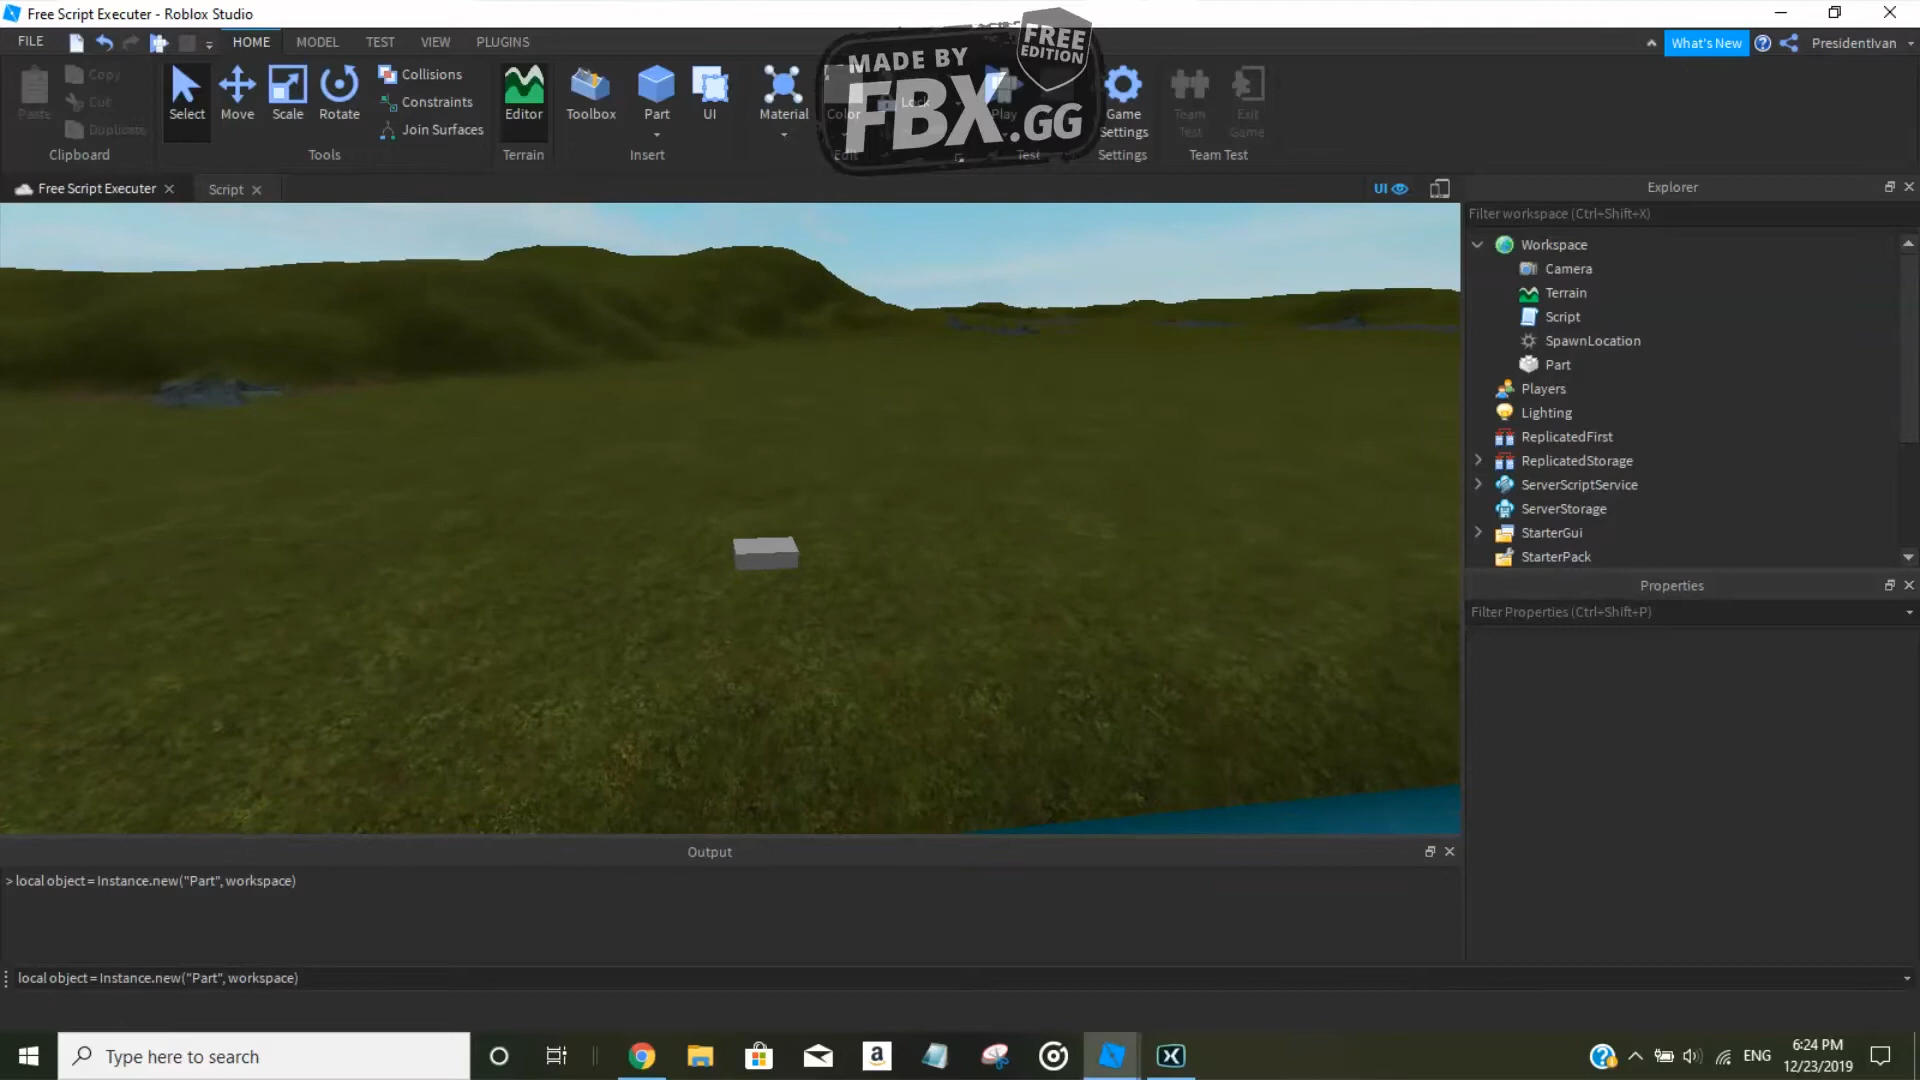 Free Script Executer - Roblox Studio
FILE
HOME
MODEL
TEST
VIEW
PLUGINS
What's New
PresidentIvan
MADE BY
FBX.GG
FREE
EDITION
Paste
Copy
Cut
Duplicate
Clipboard
Select
Move
Scale
Rotate
Collisions
Constraints
Join Surfaces
Tools
Editor
Terrain
Toolbox
Part
UI
Insert
Material
Color
Lock
Edit
Play
Test
Game
Settings
Settings
Team
Test
Exit
Game
Team Test
Free Script Executer
Script
UI
Explorer
Filter workspace (Ctrl+Shift+X)
Workspace
Camera
Terrain
Script
SpawnLocation
Part
Players
Lighting
ReplicatedFirst
ReplicatedStorage
ServerScriptService
ServerStorage
StarterGui
StarterPack
Properties
Filter Properties (Ctrl+Shift+P)
Output
> local object = Instance.new("Part", workspace)
local object = Instance.new("Part", workspace)
Type here to search
ENG
6:24 PM
12/23/2019